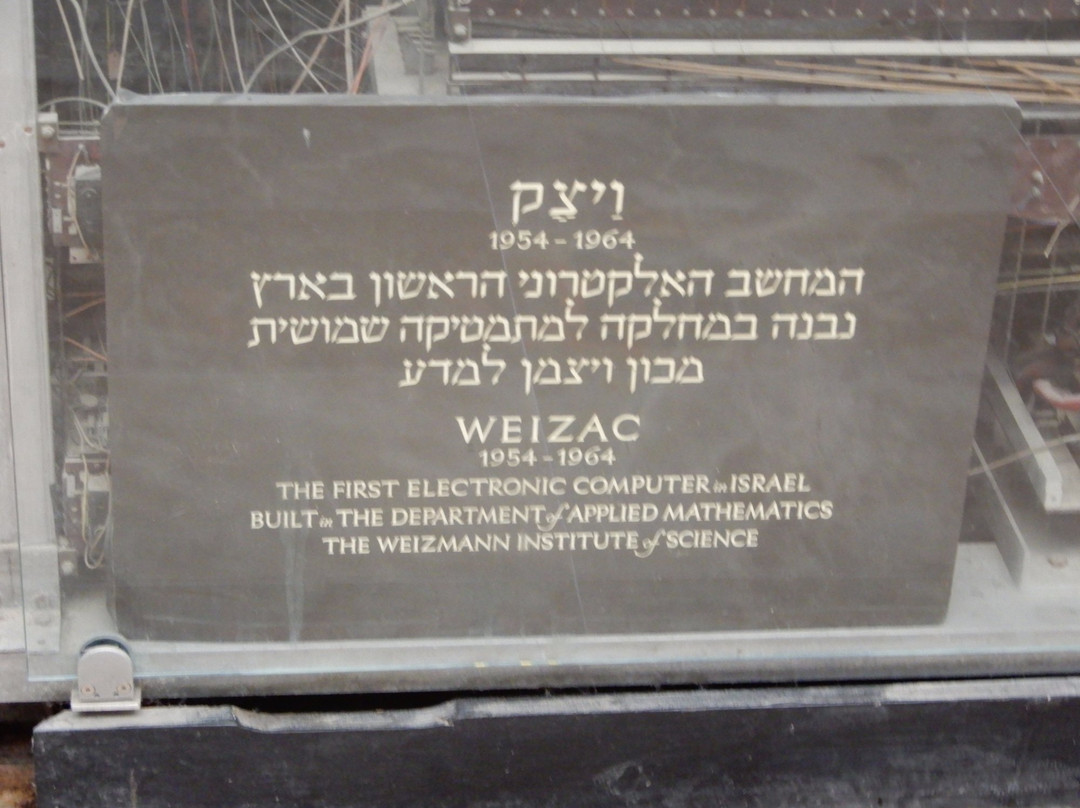 וַיצַק
1954-1964
המחשב האלקטרוני הראשון בארץ
נבנה במחלקה למתמטיקה שמושית
מכון ויצמן למדע
WEIZAC
1954-1964
THE FIRST ELECTRONIC COMPUTER in ISRAEL
BUILT in THE DEPARTMENT of APPLIED MATHEMATICS
THE WEIZMANN INSTITUTE of SCIENCE